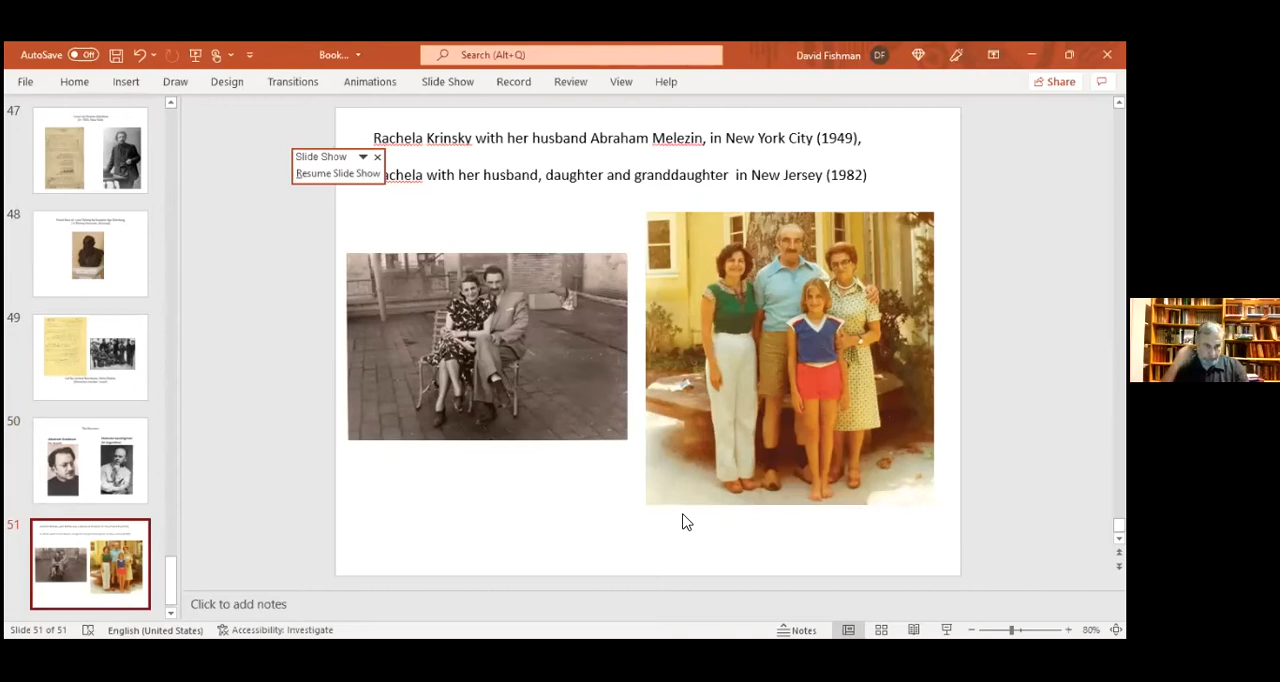 AutoSave Off Book... Search (Alt+Q) David Fishman DF
File Home Insert Draw Design Transitions Animations Slide Show Record Review View Help Share
47
48
49
50
51
Rachela Krinsky with her husband Abraham Melezin, in New York City (1949),
Slide Show
Resume Slide Show
achela with her husband, daughter and granddaughter in New Jersey (1982)
Click to add notes
Slide 51 of 51 English (United States) Accessibility: Investigate Notes 80%